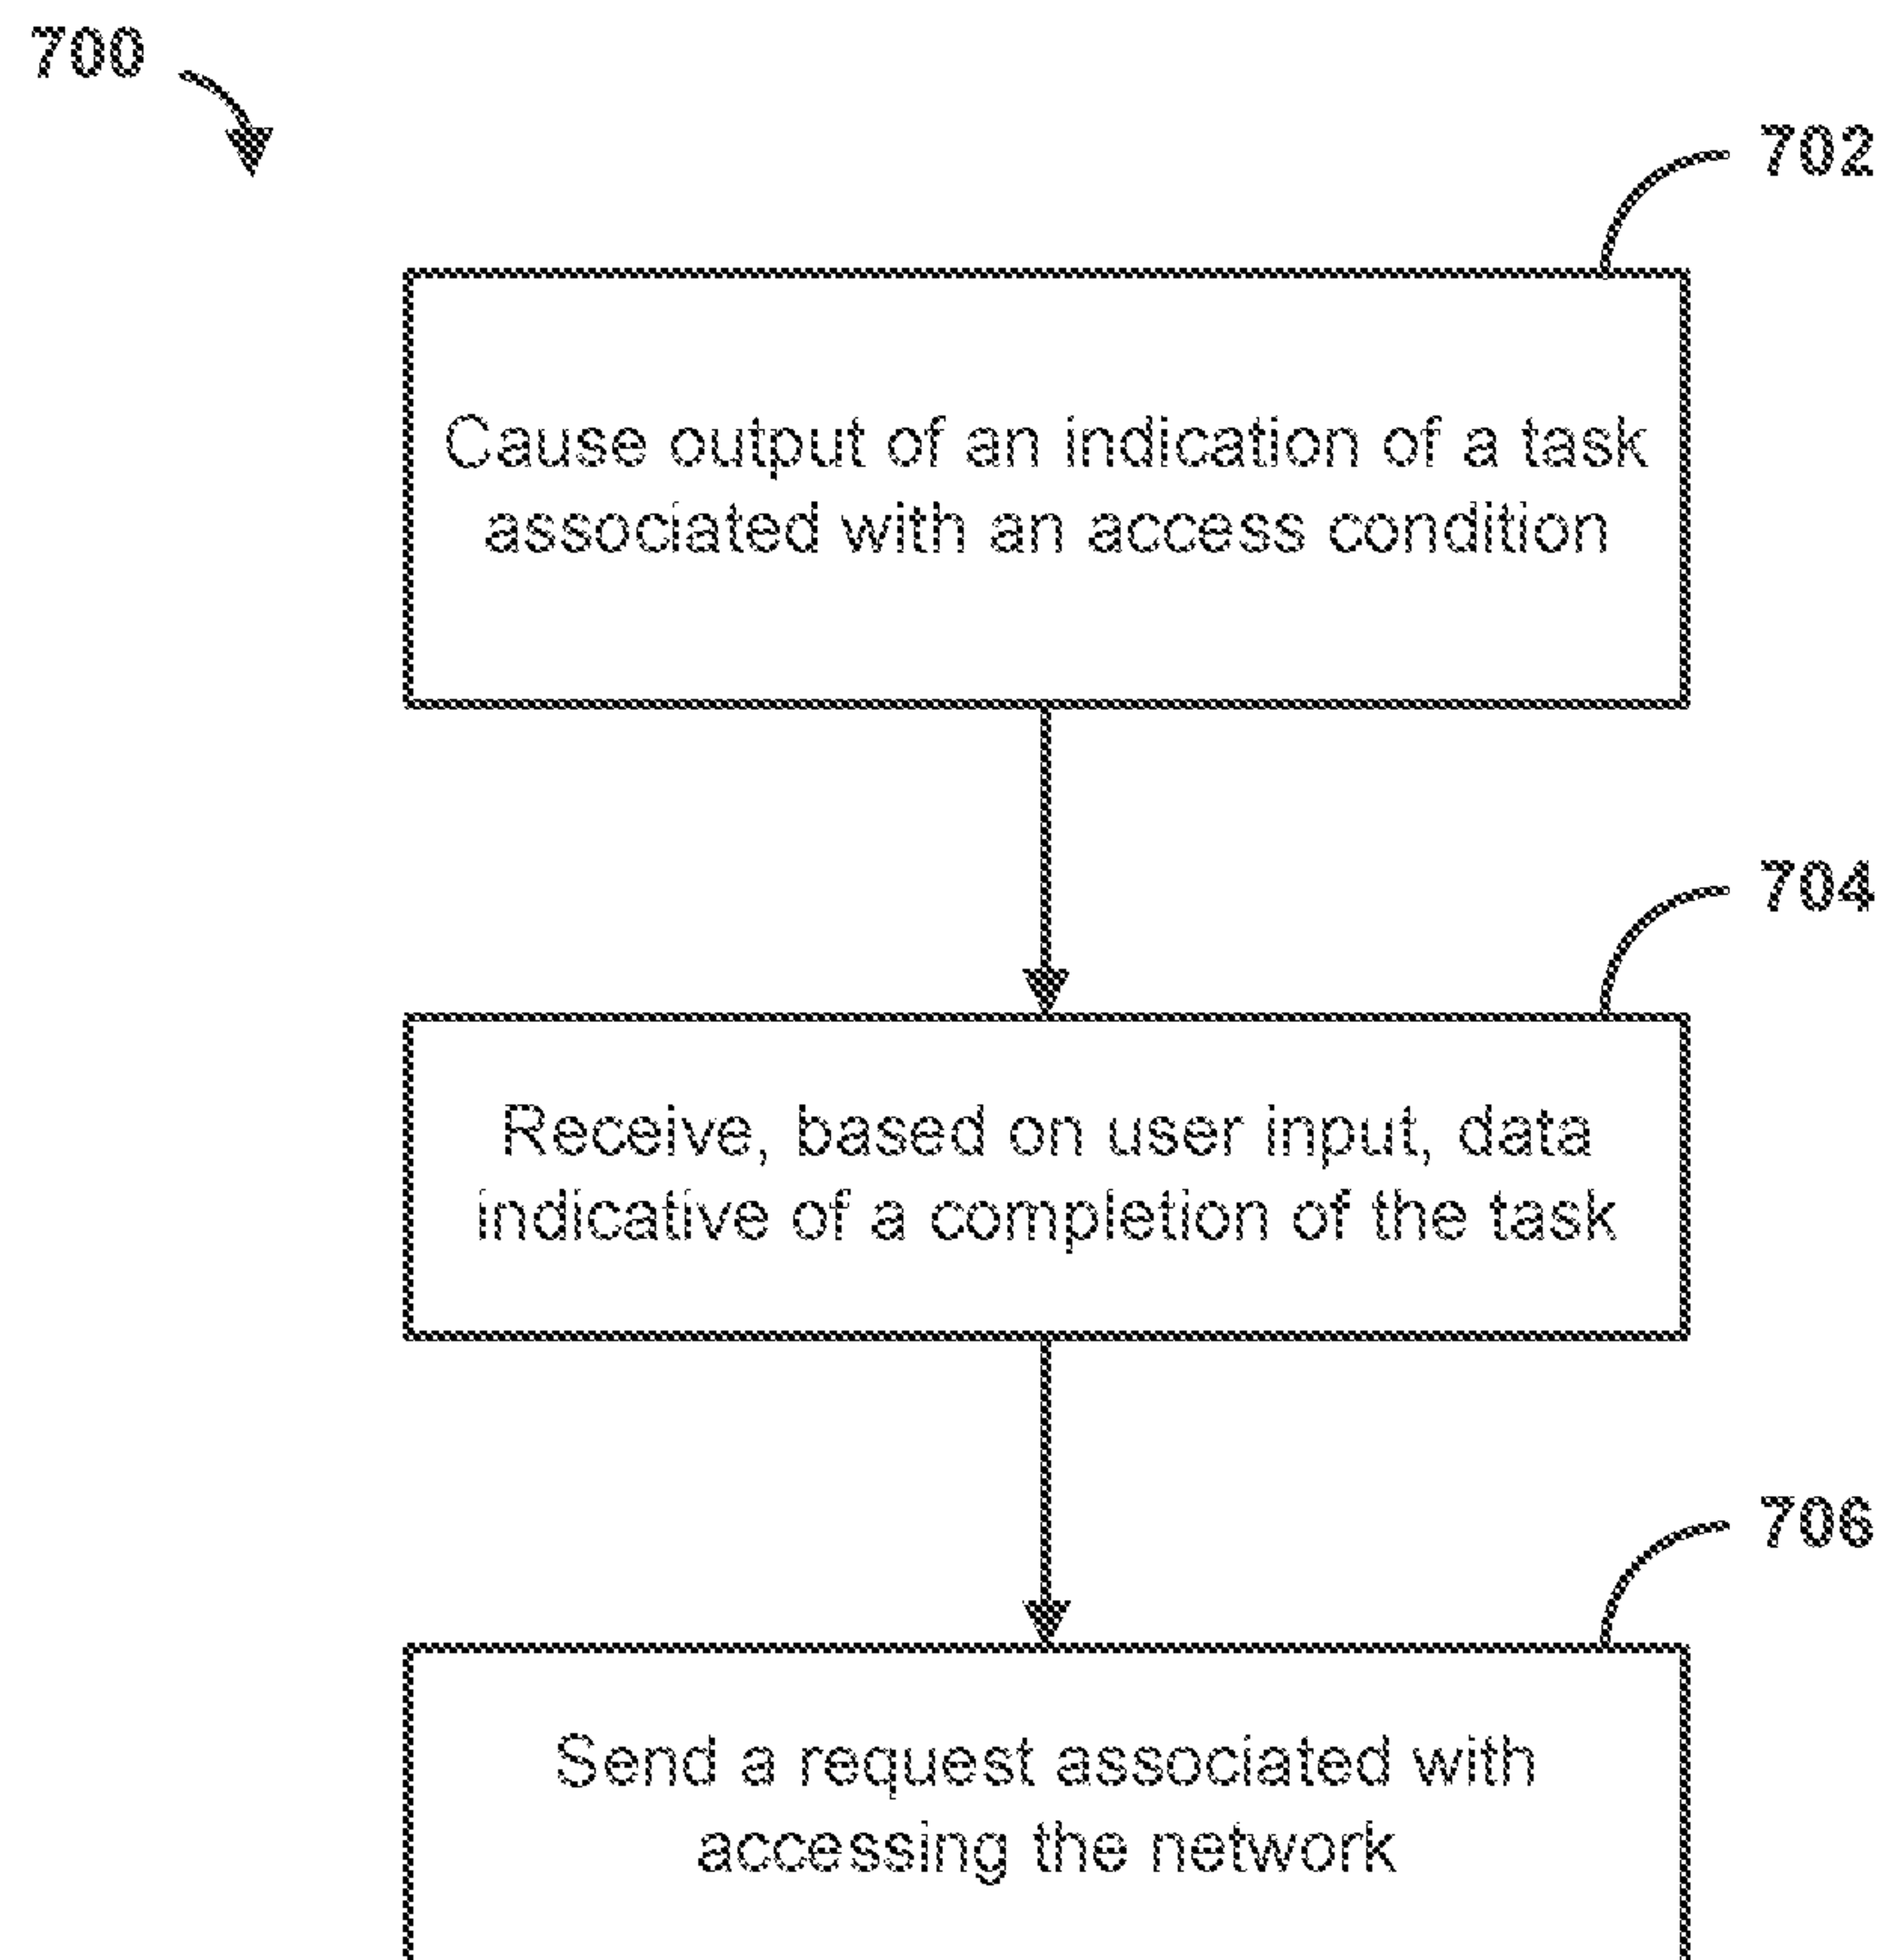 700
702
Cause output of an indication of a task
associated with an access condition
704
Receive, based on user input, data
indicative of a completion of the task
706
Send a request associated with
accessing the network